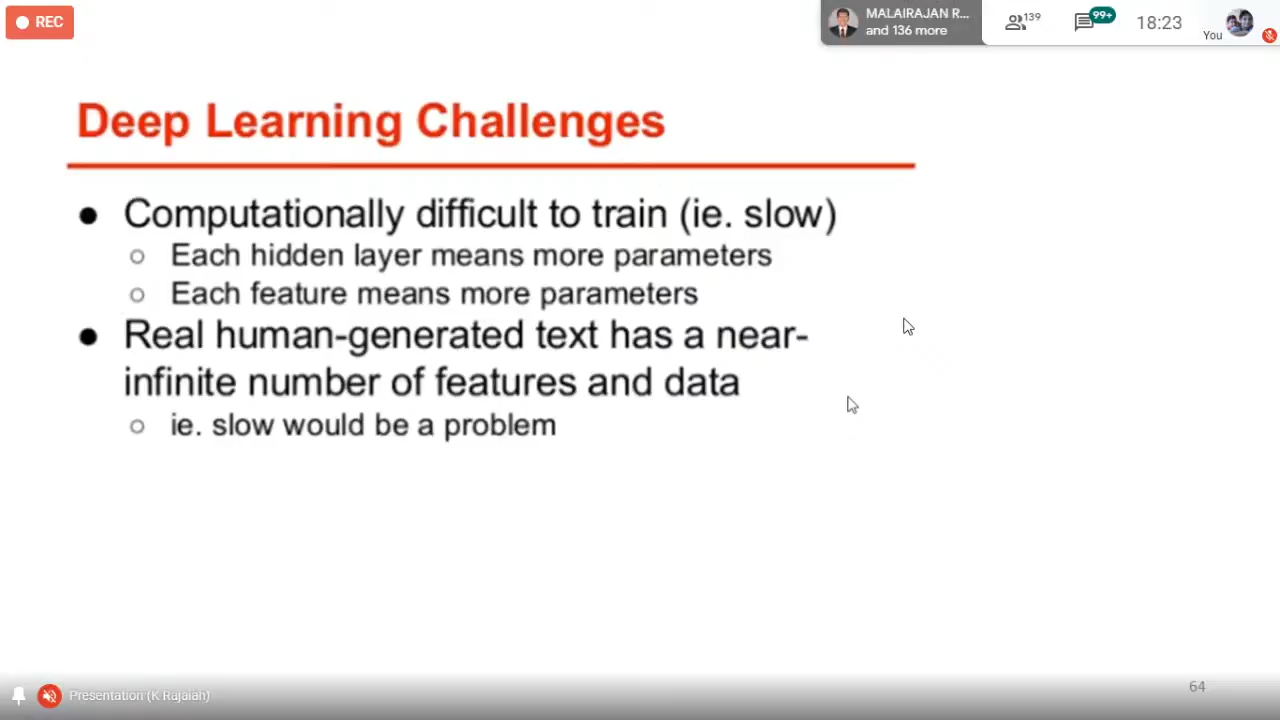 REC
MALAIRAJAN R...
and 136 more
139
99+
18:23
You
Deep Learning Challenges
● Computationally difficult to train (ie. slow)
○ Each hidden layer means more parameters
○ Each feature means more parameters
● Real human-generated text has a near-
infinite number of features and data
○ ie. slow would be a problem
Presentation (K Rajaiah)
64